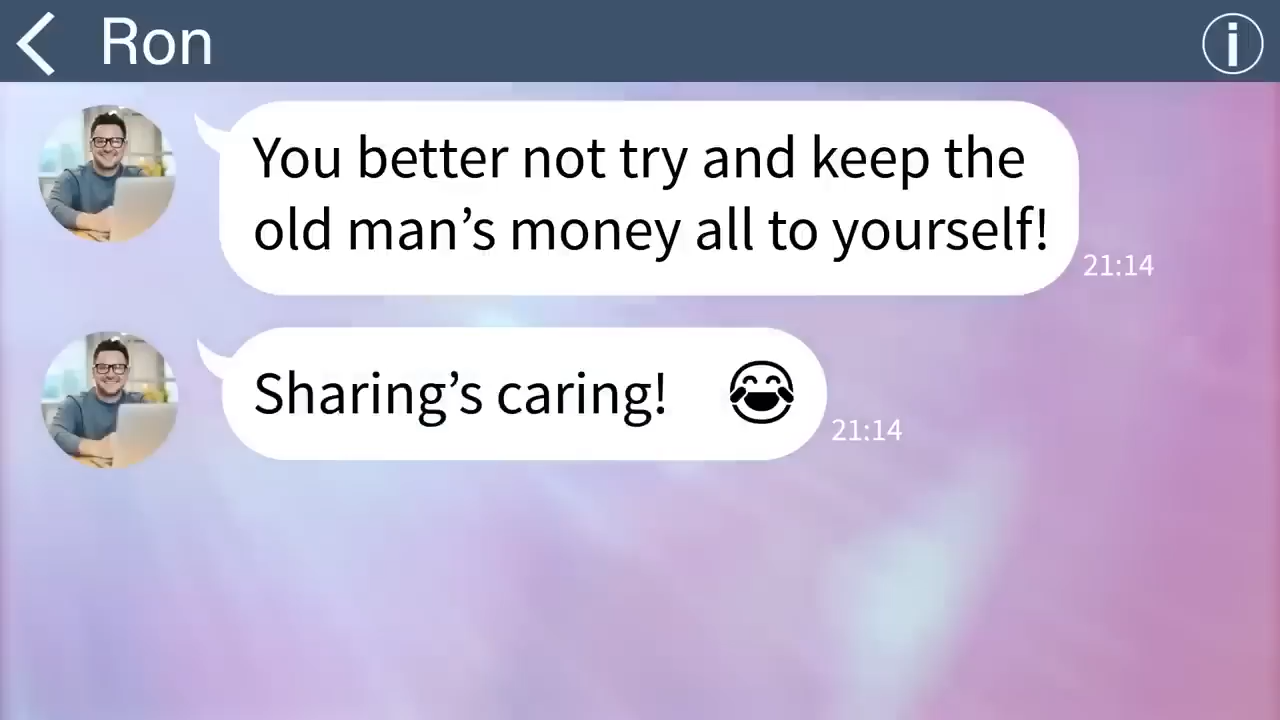 Ron
You better not try and keep the
old man’s money all to yourself!
21:14
Sharing’s caring! 😂
21:14